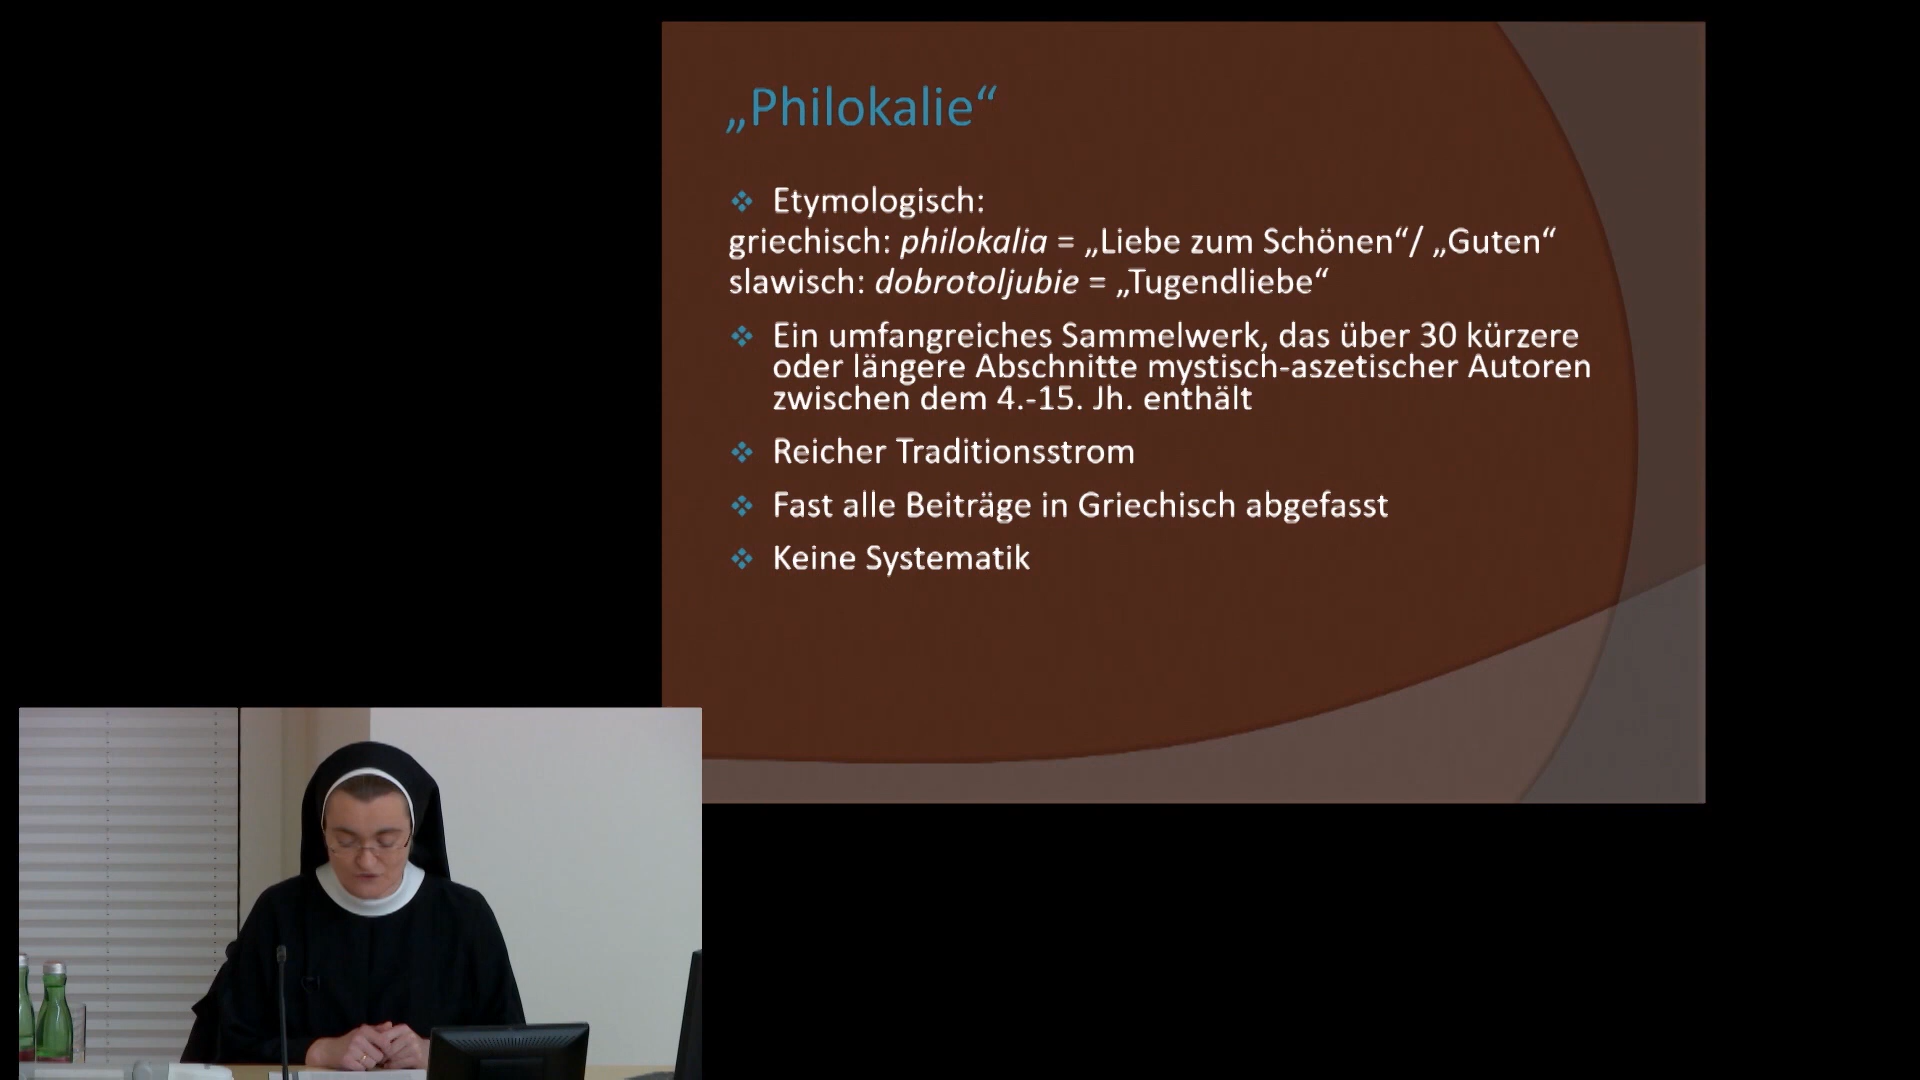 „Philokalie“
Etymologisch:
griechisch: philokalia = „Liebe zum Schönen“/ „Guten“
slawisch: dobrotoljubie = „Tugendliebe“
Ein umfangreiches Sammelwerk, das über 30 kürzere
oder längere Abschnitte mystisch-aszetischer Autoren
zwischen dem 4.-15. Jh. enthält
Reicher Traditionsstrom
Fast alle Beiträge in Griechisch abgefasst
Keine Systematik